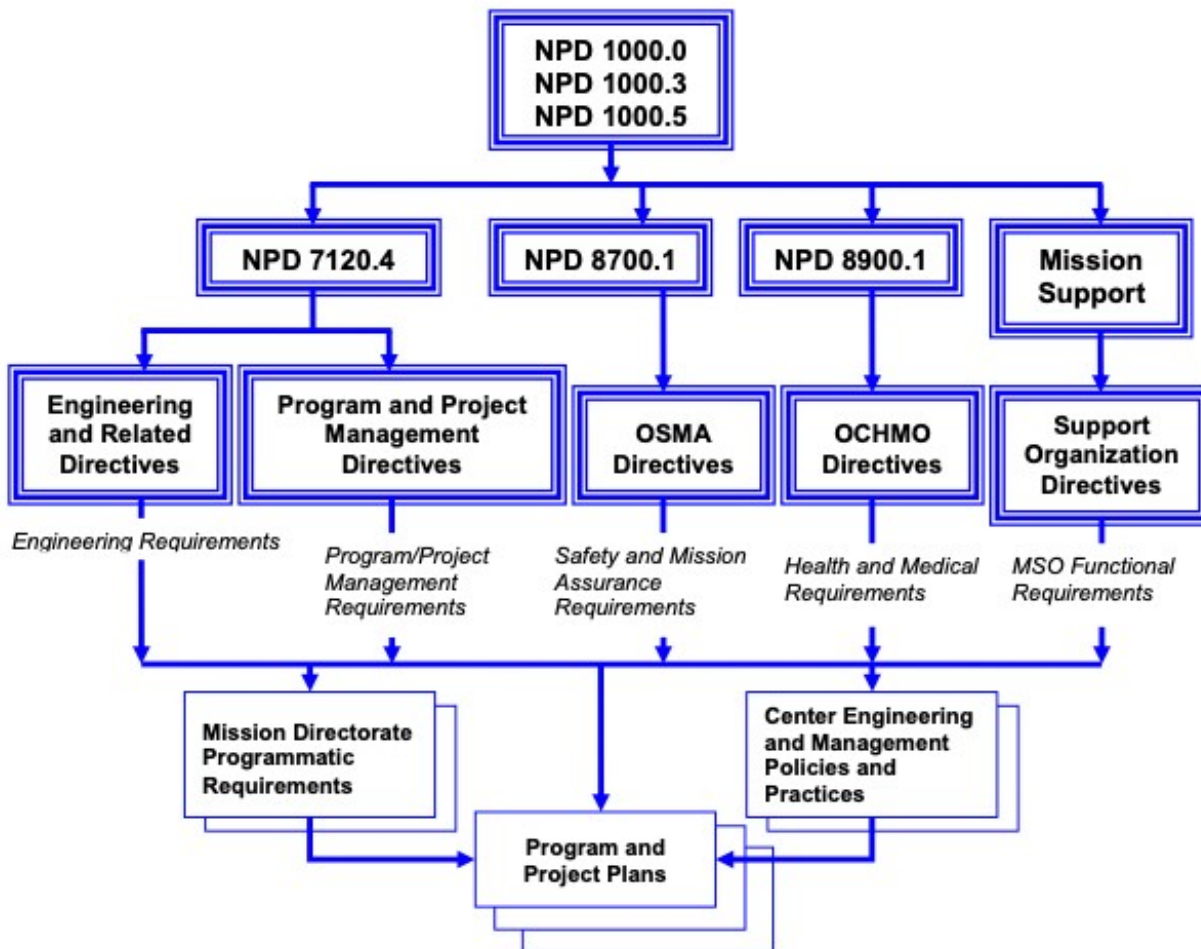 NPD 1000.0
NPD 1000.3
NPD 1000.5
NPD 7120.4
NPD 8700.1
NPD 8900.1
Mission
Support
Engineering
and Related
Directives
Program and Project
Management
Directives
OSMA
Directives
OCHMO
Directives
Support
Organization
Directives
Engineering Requirements
Program/Project
Management
Requirements
Safety and Mission
Assurance
Requirements
Health and Medical
Requirements
MSO Functional
Requirements
Mission Directorate
Programmatic
Requirements
Center Engineering
and Management
Policies and
Practices
Program and
Project Plans